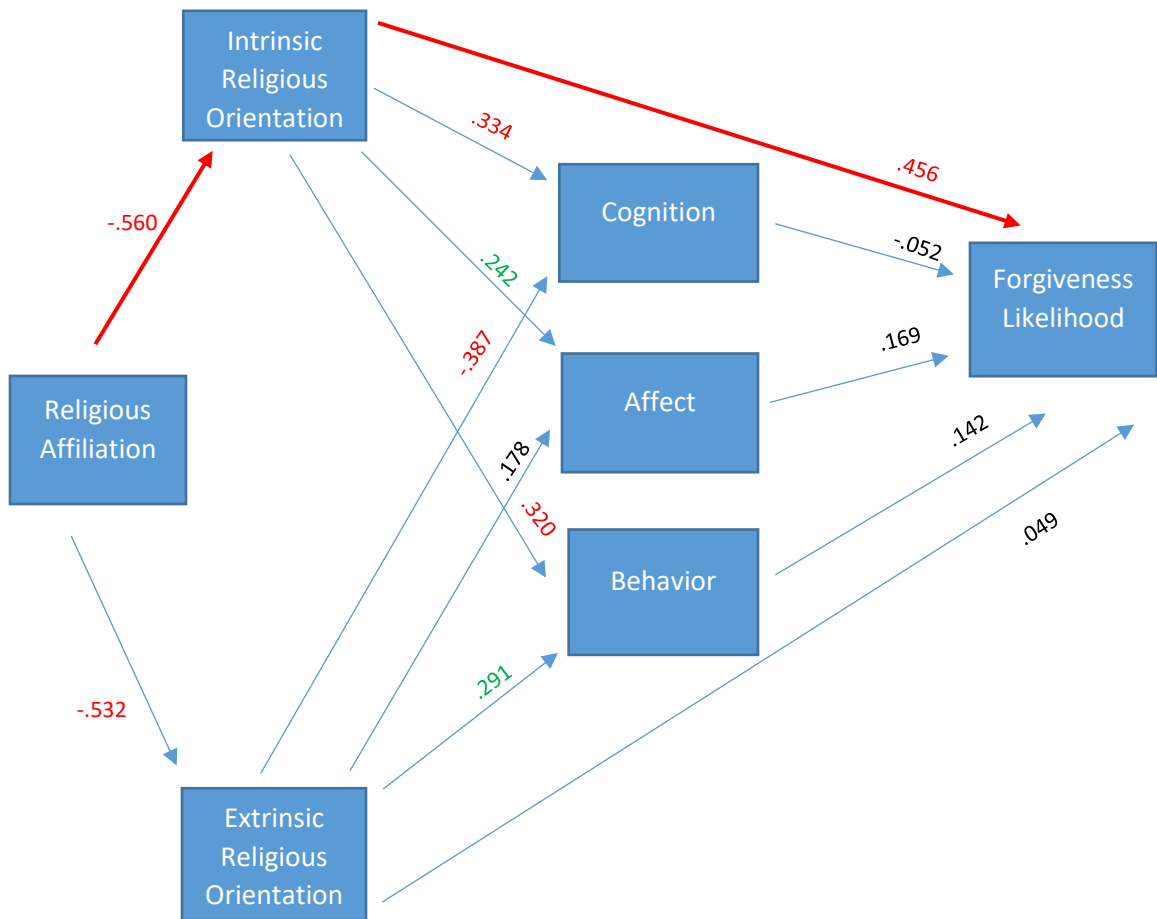 Intrinsic
Religious
Orientation
.334
.456
Cognition
-.560
-.052
Forgiveness
Likelihood
.242
-.387
.169
Religious
Affiliation
Affect
.178
.142
.320
.049
Behavior
.291
-.532
Extrinsic
Religious
Orientation